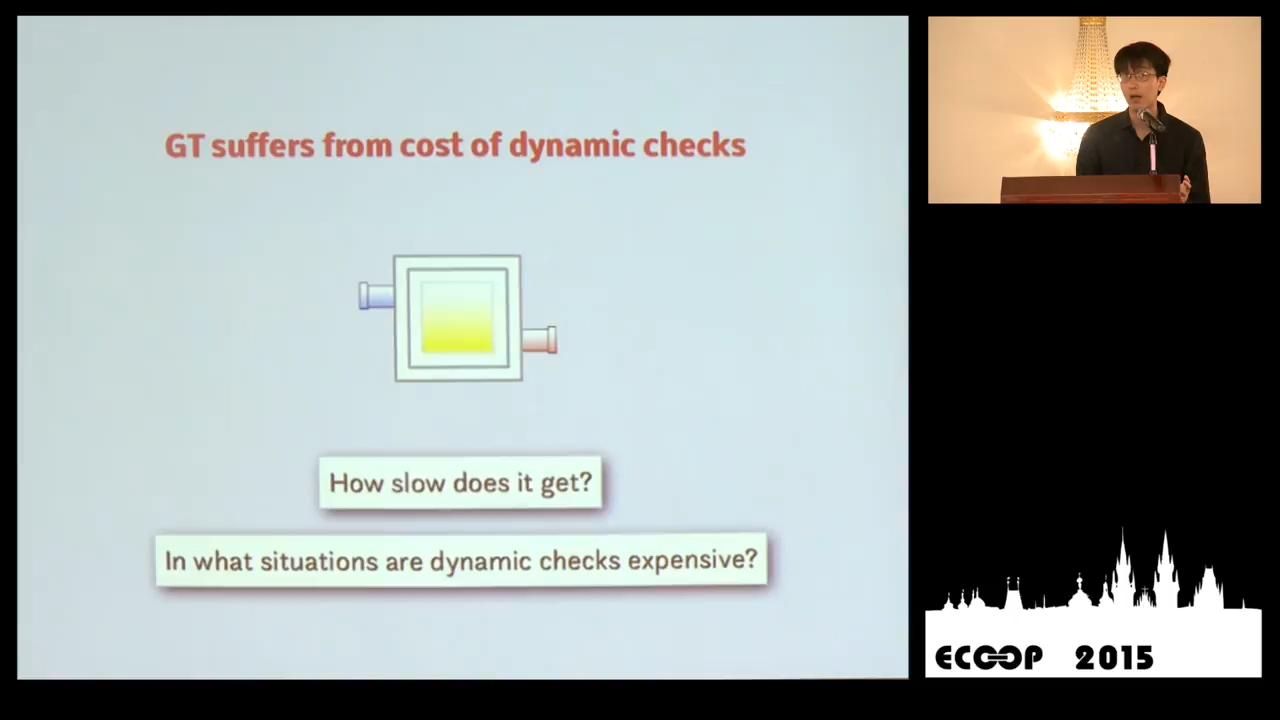 GT suffers from cost of dynamic checks
How slow does it get?
In what situations are dynamic checks expensive?
ECOOP 2015